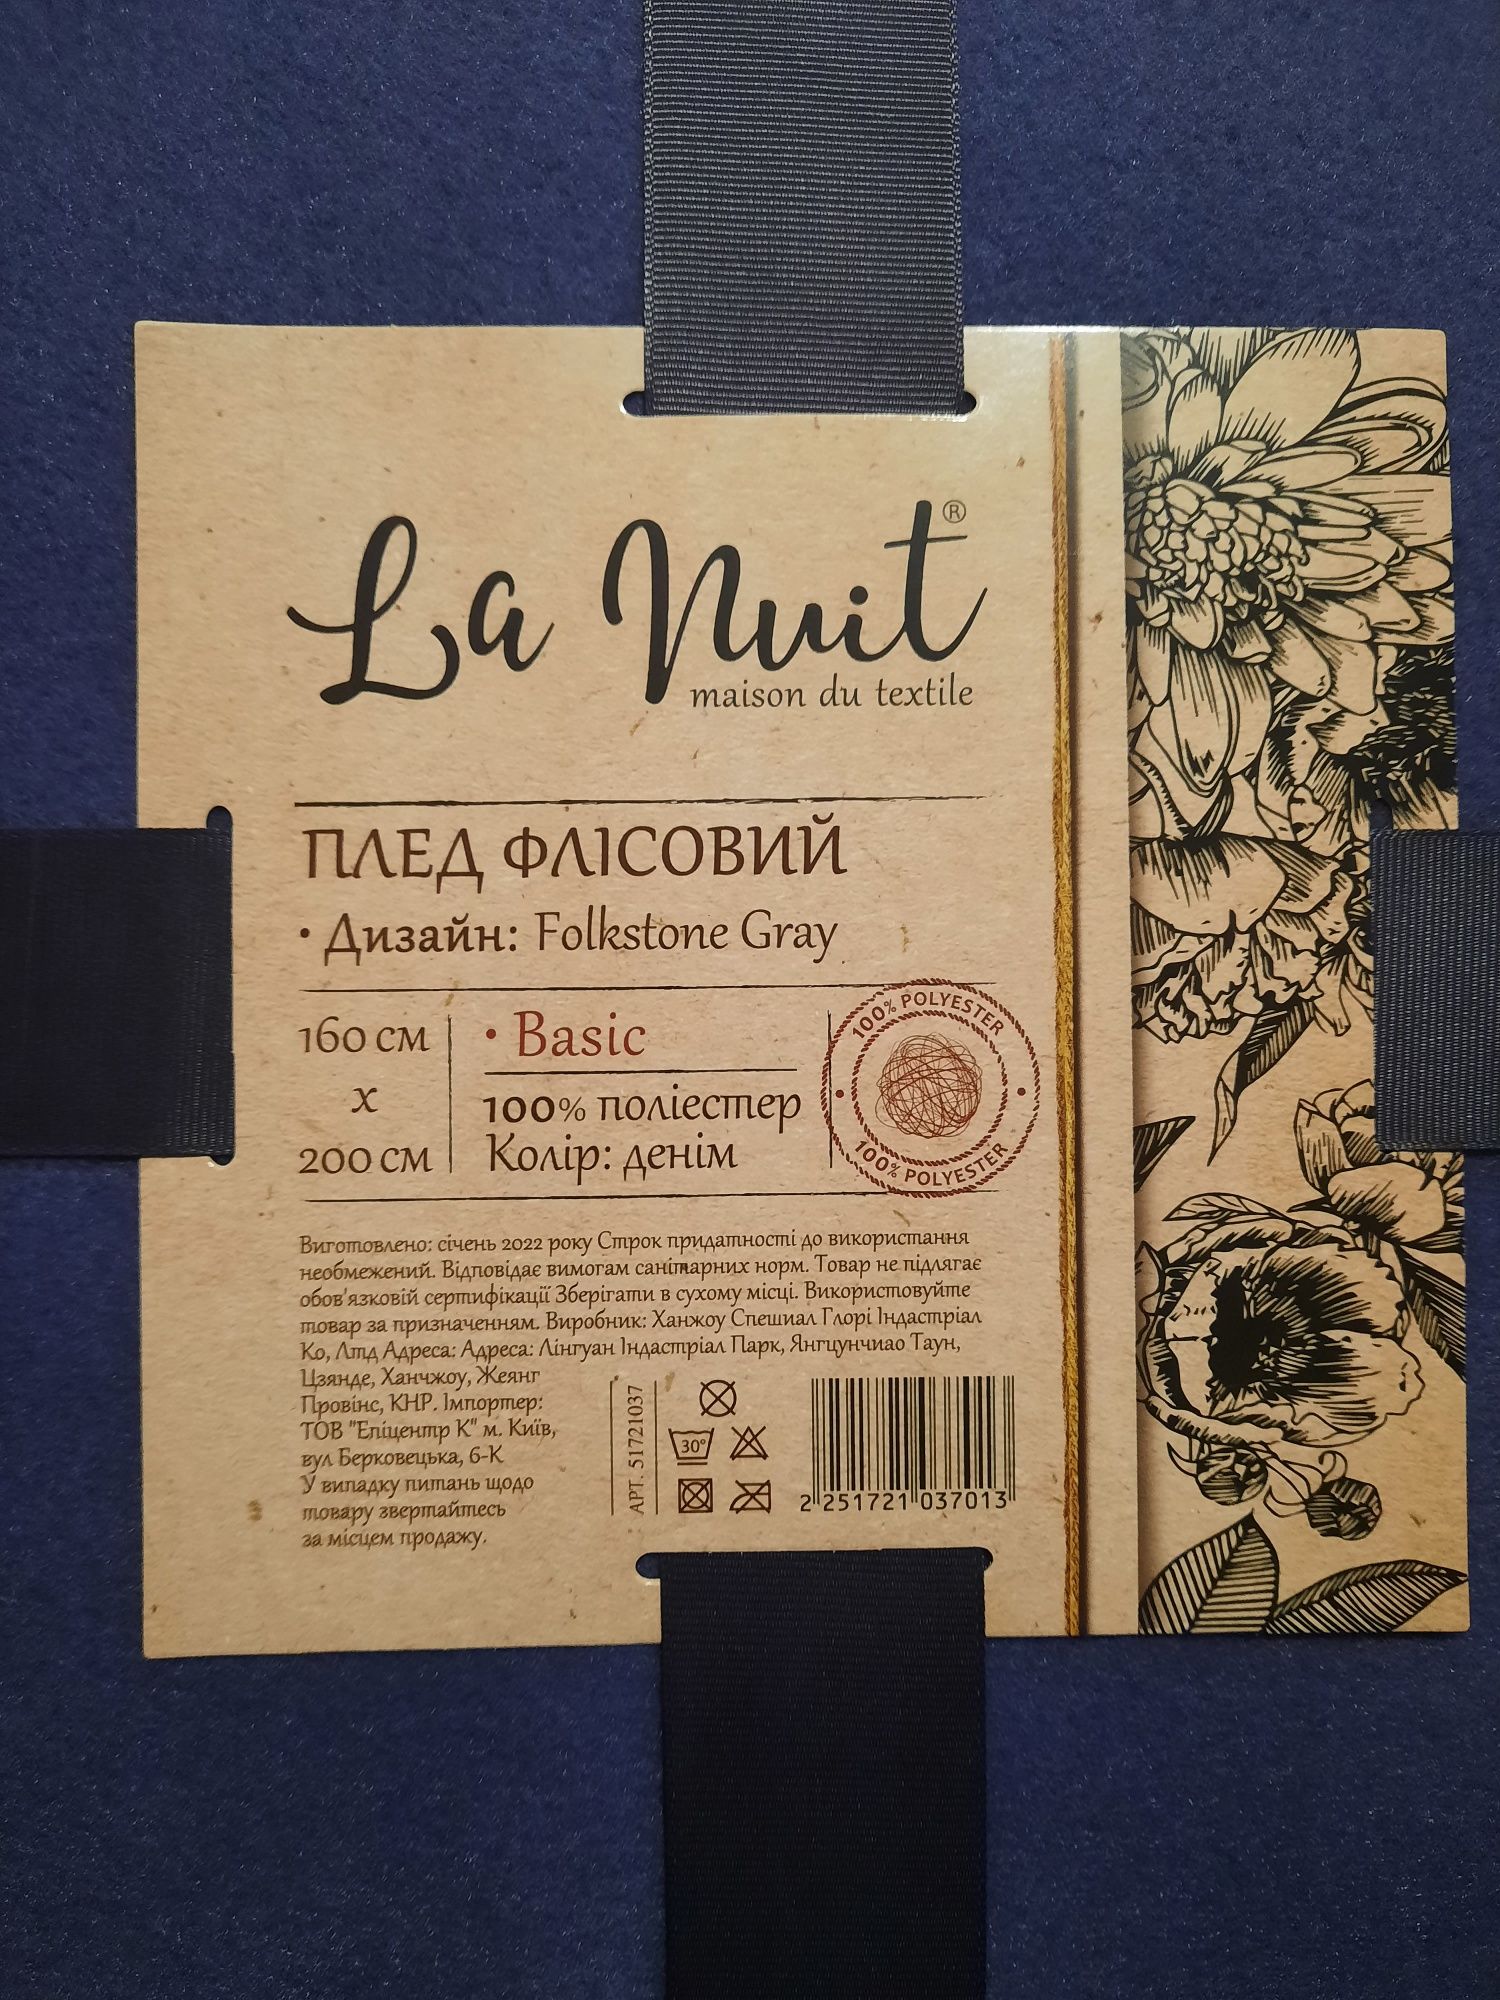 La Nuit®
maison du textile
ПЛЕД ФЛІСОВИЙ
• Дизайн: Folkstone Gray
160 см
х
200 см
• Basic
100% поліестер
Колір: денім
100% POLYESTER
100% POLYESTER
Виготовлено: січень 2022 року Строк придатності до використання
необмежений. Відповідає вимогам санітарних норм. Товар не підлягає
обов'язковій сертифікації Зберігати в сухому місці. Використовуйте
товар за призначенням. Виробник: Ханжоу Спешиал Глорі Індастріал
Ко, Лтд Адреса: Адреса: Лінгуан Індастріал Парк, Янгцунчиао Таун,
Цзянде, Ханчжоу, Жеянг
Провінс, КНР. Імпортер:
ТОВ "Епіцентр К" м. Київ,
вул Берковецька, 6-К
У випадку питань щодо
товару звертайтесь
за місцем продажу.
АРТ. 51721037
30°
2 251721 037013